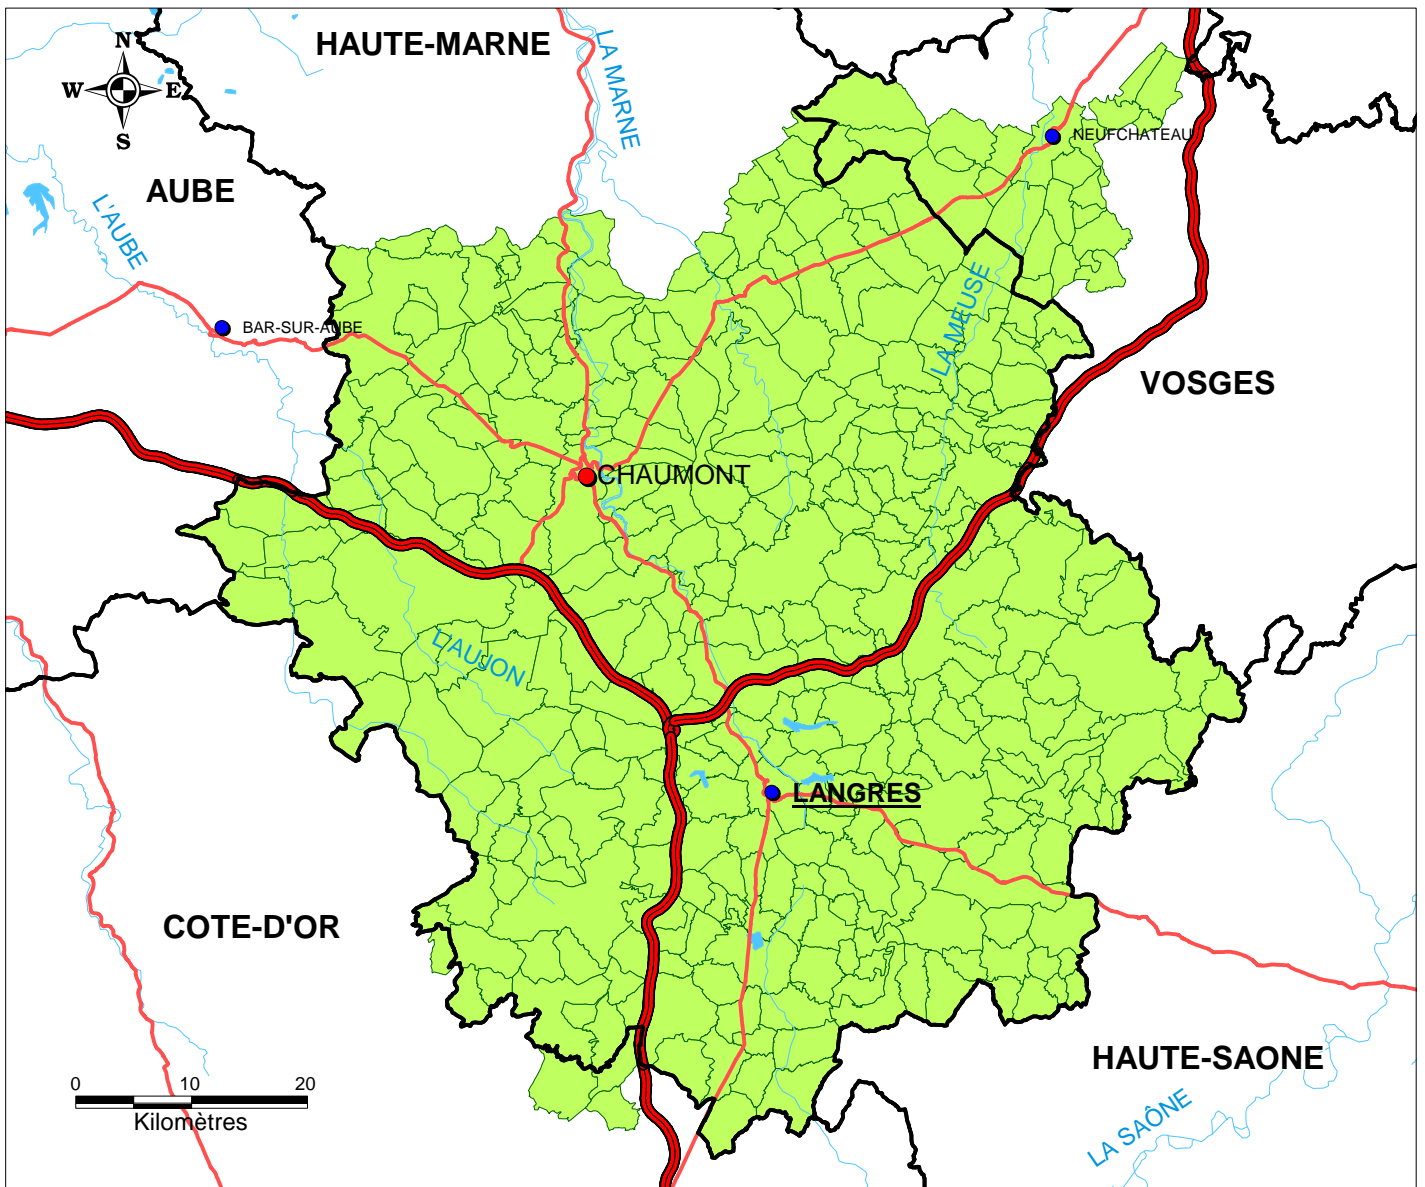 HAUTE-MARNE
N
W E
S
LA MARNE
NEUFCHATEAU
AUBE
L'AUBE
LA MEUSE
BAR-SUR-AUBE
VOSGES
CHAUMONT
L'AUJON
LANGRES
COTE-D'OR
HAUTE-SAONE
0 10 20
Kilomètres
LA SAÔNE